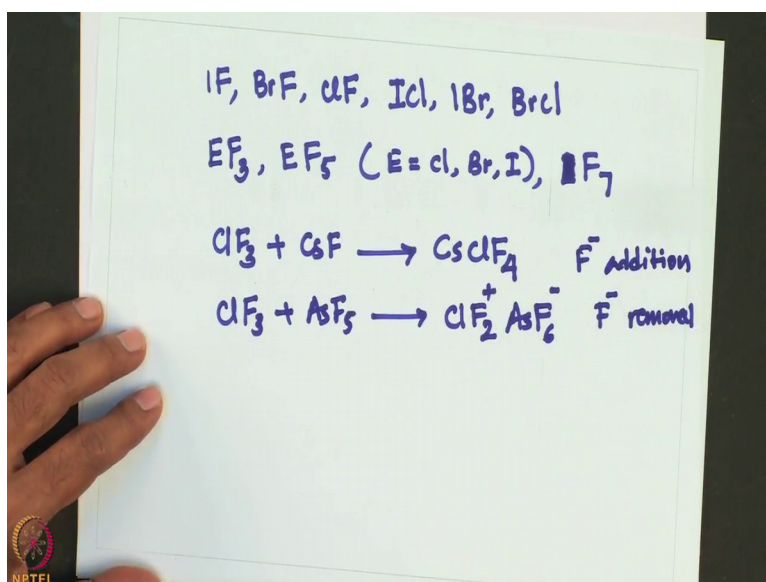 IF, BrF, ClF, ICl, IBr, BrCl
EF₃, EF₅ (E = Cl, Br, I), IF₇
ClF₃ + CsF ⟶ CsClF₄ F⁻ addition
ClF₃ + AsF₅ ⟶ ClF₂⁺ AsF₆⁻ F⁻ removal
NPTEL